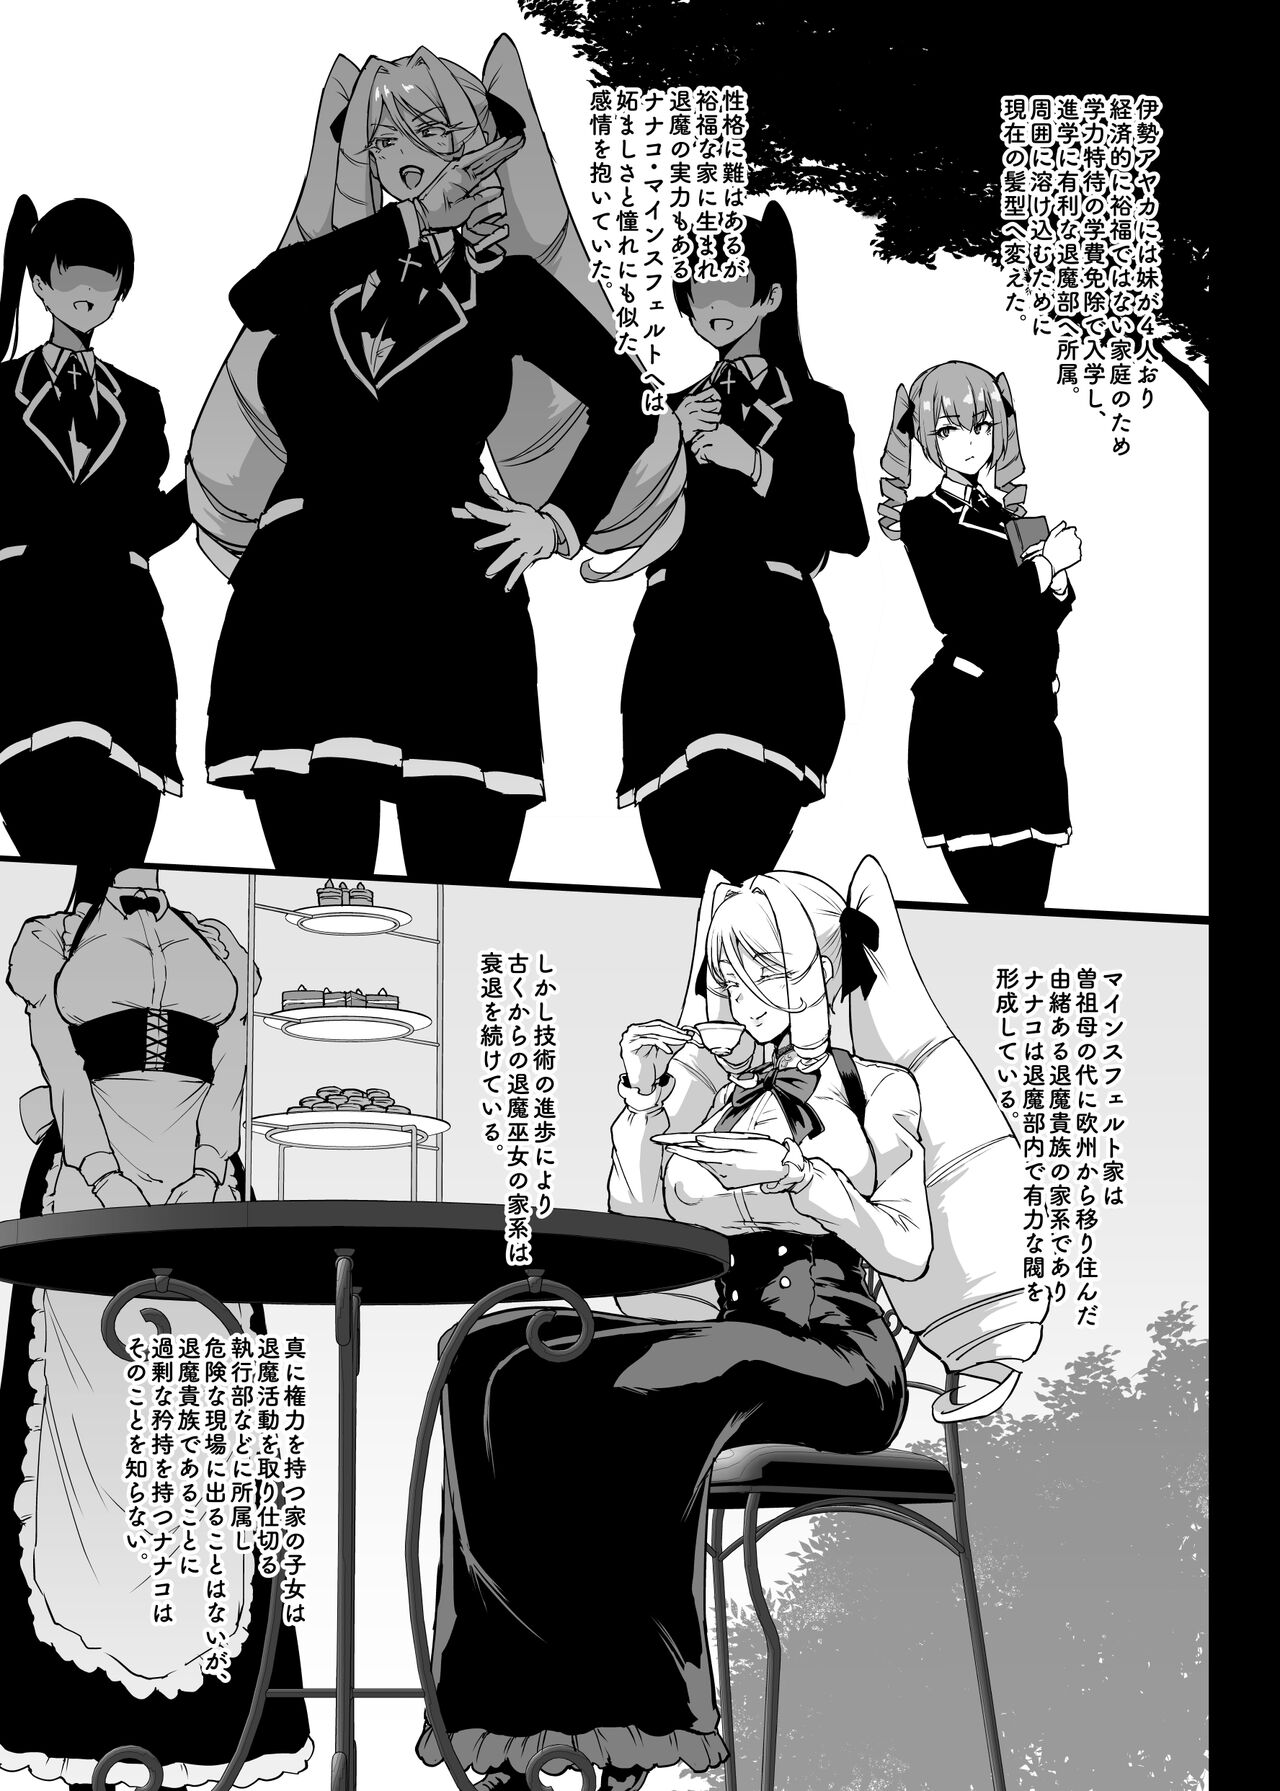 伊勢アヤカには妹が4人おり
経済的に裕福ではない家庭のため
学力特待の学費免除で入学し、
進学に有利な退魔部へ所属。
周囲に溶け込むために
現在の髪型へ変えた。
性格に難はあるが
裕福な家に生まれ
退魔の実力もある
ナナコ・マインスフェルトへは
妬ましさと憧れにも似た
感情を抱いていた。
マインスフェルト家は
曽祖母の代に欧州から移り住んだ
由緒ある退魔貴族の家系であり
ナナコは退魔部内で有力な閥を
形成している。
しかし技術の進歩により
古くからの退魔巫女の家系は
衰退を続けている。
真に権力を持つ家の子女は
退魔活動を取り仕切る
執行部などに所属し
危険な現場に出ることはないが、
退魔貴族であることに
過剰な矜持を持つナナコは
そのことを知らない。